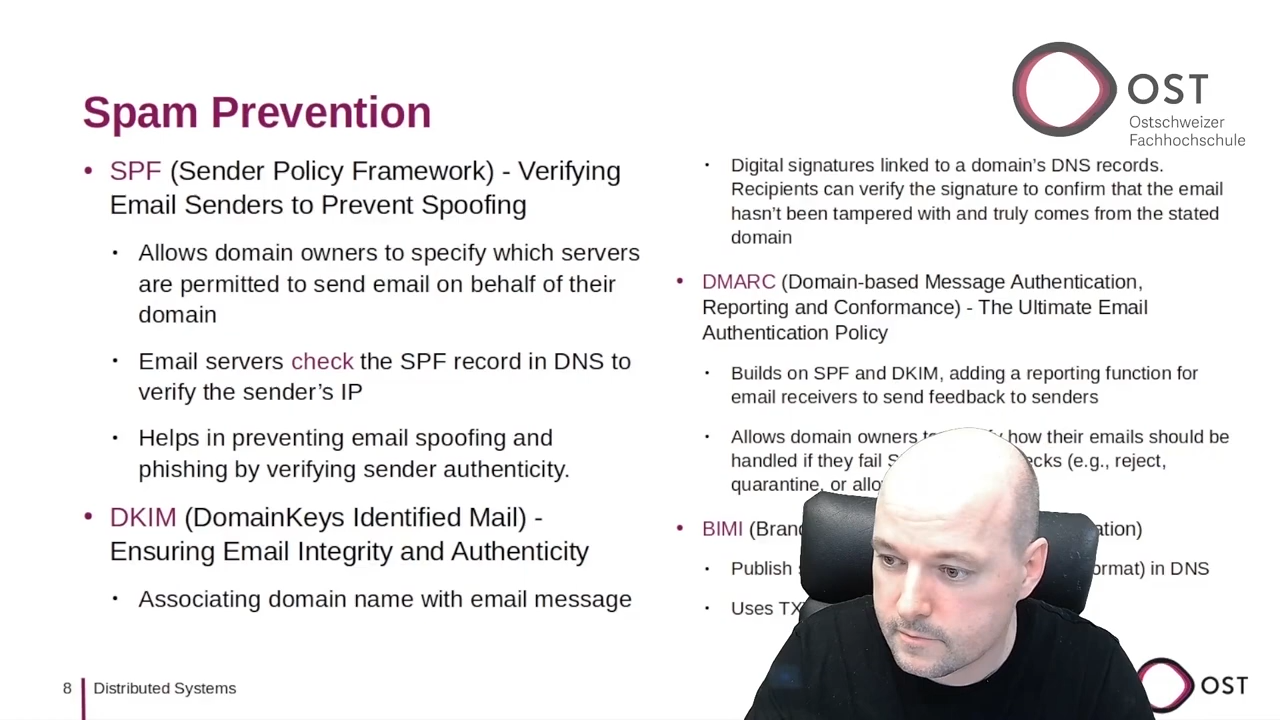 OST
Ostschweizer
Fachhochschule
Spam Prevention
• SPF (Sender Policy Framework) - Verifying
Email Senders to Prevent Spoofing
• Allows domain owners to specify which servers
are permitted to send email on behalf of their
domain
• Email servers check the SPF record in DNS to
verify the sender’s IP
• Helps in preventing email spoofing and
phishing by verifying sender authenticity.
• DKIM (DomainKeys Identified Mail) -
Ensuring Email Integrity and Authenticity
• Associating domain name with email message
• Digital signatures linked to a domain’s DNS records.
Recipients can verify the signature to confirm that the email
hasn’t been tampered with and truly comes from the stated
domain
• DMARC (Domain-based Message Authentication,
Reporting and Conformance) - The Ultimate Email
Authentication Policy
• Builds on SPF and DKIM, adding a reporting function for
email receivers to send feedback to senders
• Allows domain owners how their emails should be
handled if they fail (e.g., reject,
quarantine, or
• BIMI
• Publish in DNS
• Uses
8 Distributed Systems
OST